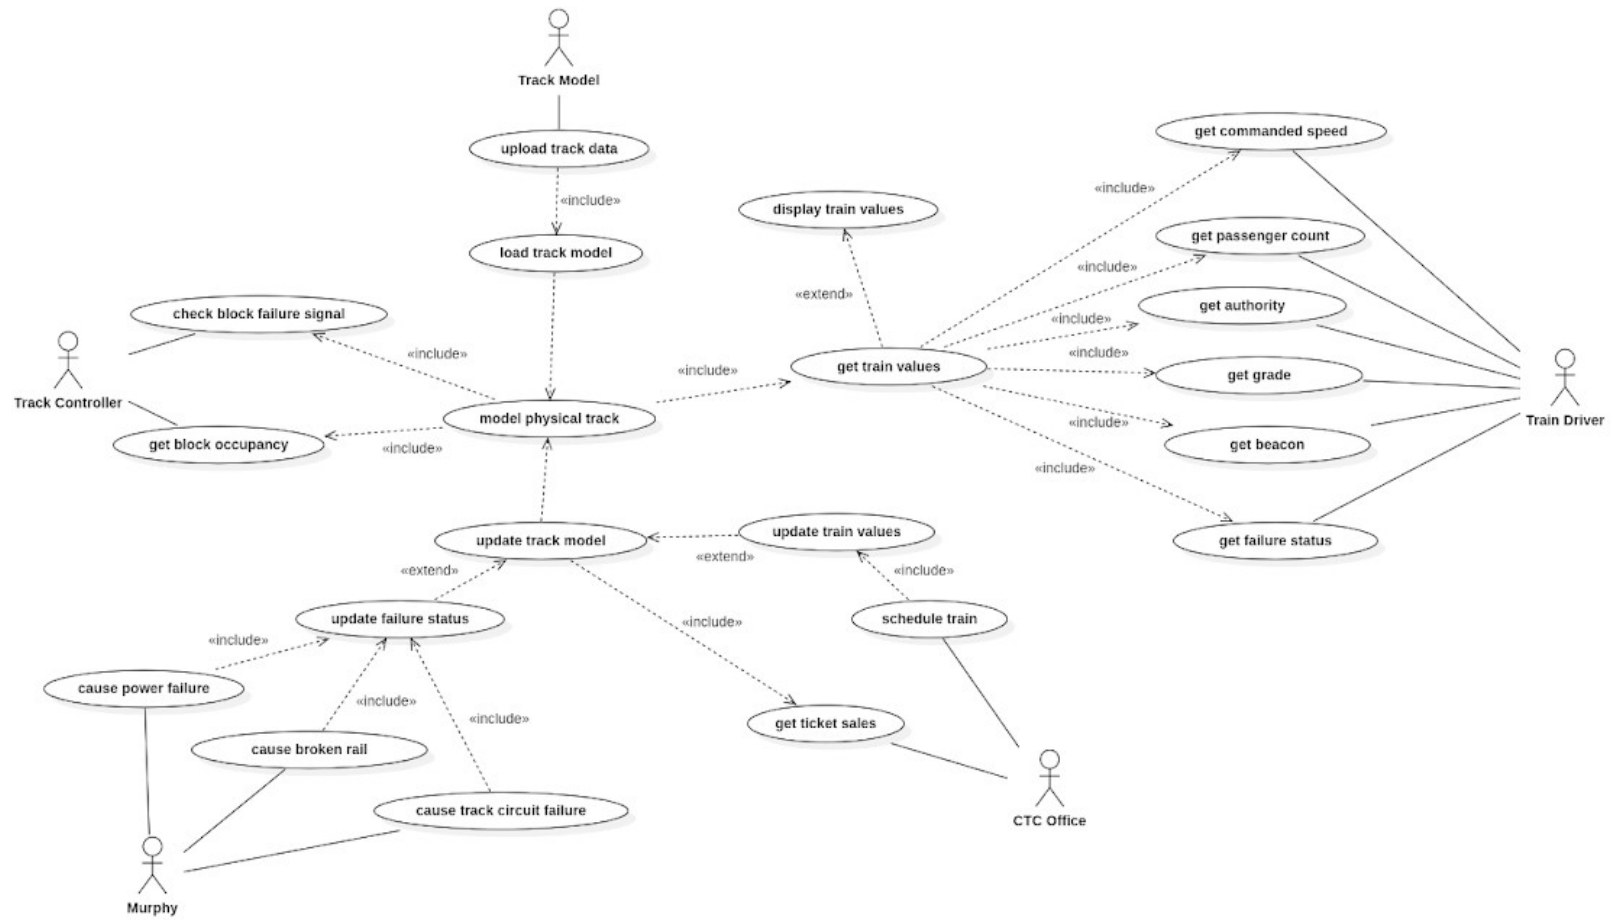 Track Model
upload track data
«include»
load track model
get commanded speed
«include»
display train values
get passenger count
«include»
«extend»
get authority
«include»
check block failure signal
«include»
Track Controller
«include»
get train values
«include»
get grade
Train Driver
model physical track
«include»
get block occupancy
«include»
get beacon
«include»
update track model
update train values
get failure status
«extend»
«extend»
«include»
update failure status
schedule train
«include»
«include»
cause power failure
«include»
«include»
get ticket sales
cause broken rail
cause track circuit failure
CTC Office
Murphy